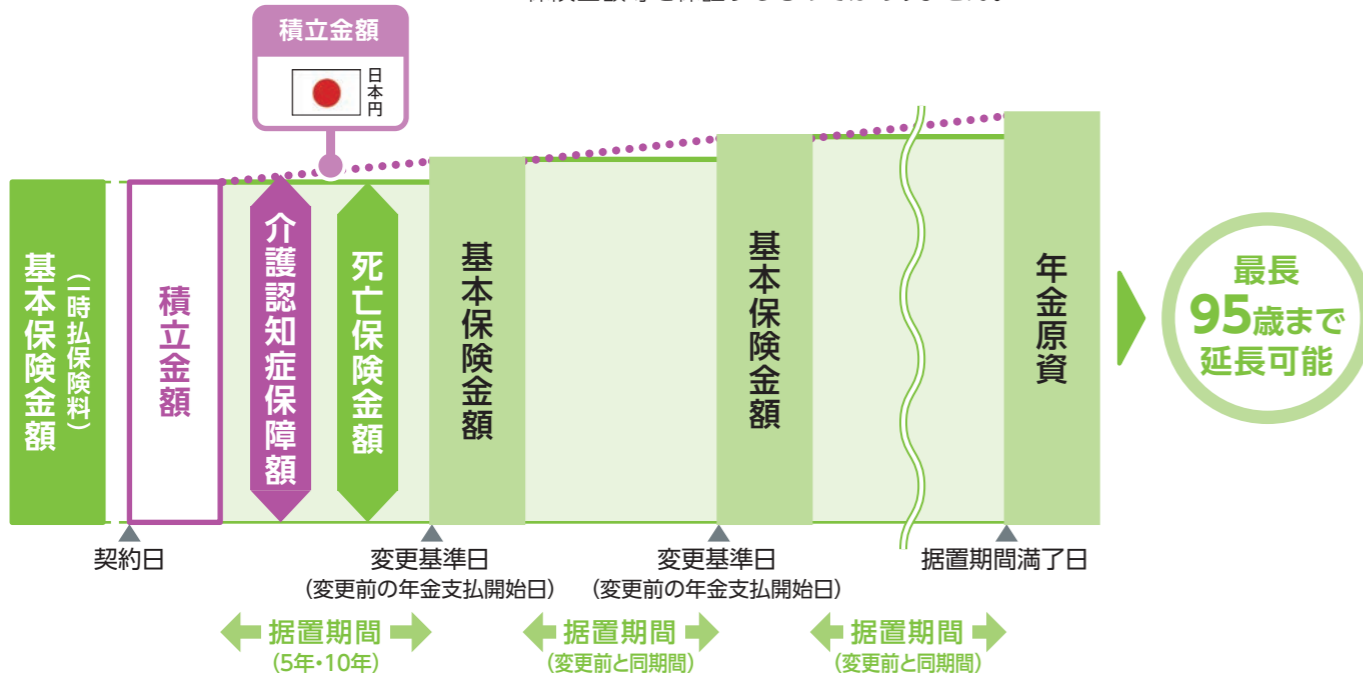 積立金額
日本円
基本保険金額
(一時払保険料)
積立金額
介護認知症保障額
死亡保険金額
基本保険金額
基本保険金額
年金原資
最長
95歳まで
延長可能
契約日
変更基準日
(変更前の年金支払開始日)
変更基準日
(変更前の年金支払開始日)
据置期間満了日
据置期間
(5年・10年)
据置期間
(変更前と同期間)
据置期間
(変更前と同期間)